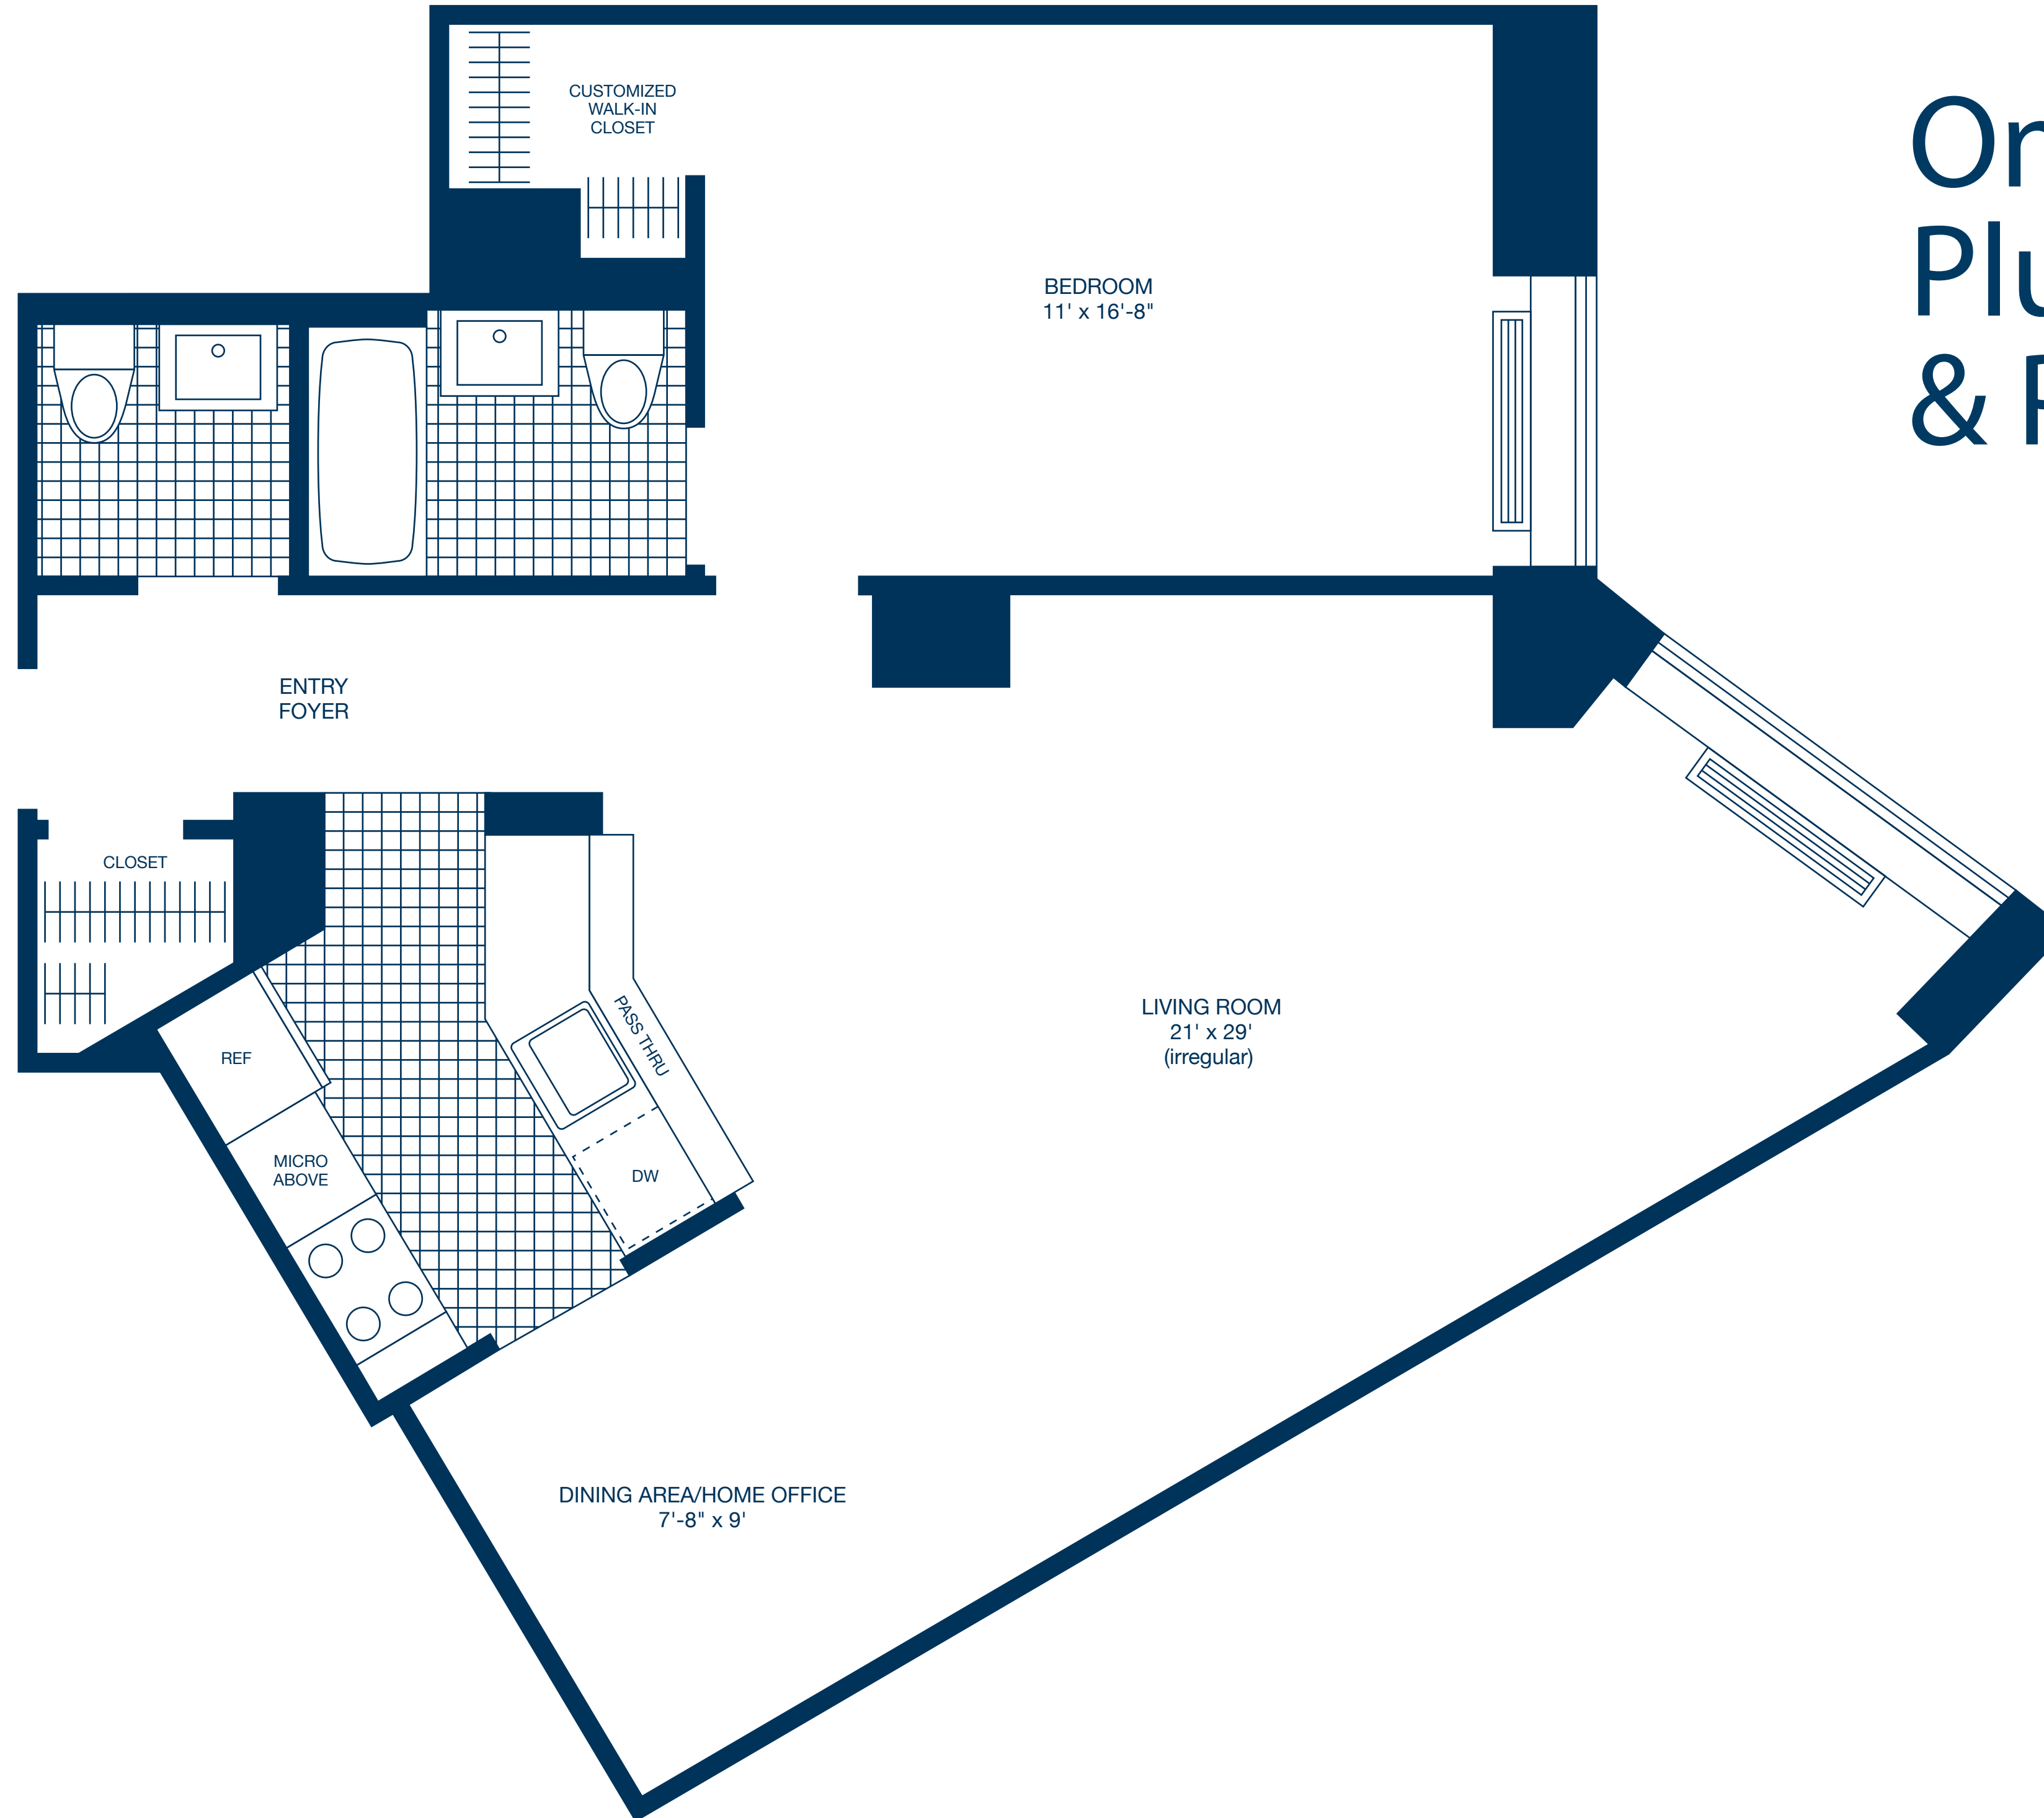 CUSTOMIZED
WALK-IN
CLOSET
BEDROOM
11' x 16'-8"
Plu
&
ENTRY
FOYER
CLOSET
REF
MICRO
ABOVE
PASS THRU
DW
LIVING ROOM
21' x 29'
(irregular)
DINING AREA/HOME OFFICE
7'-8" x 9'